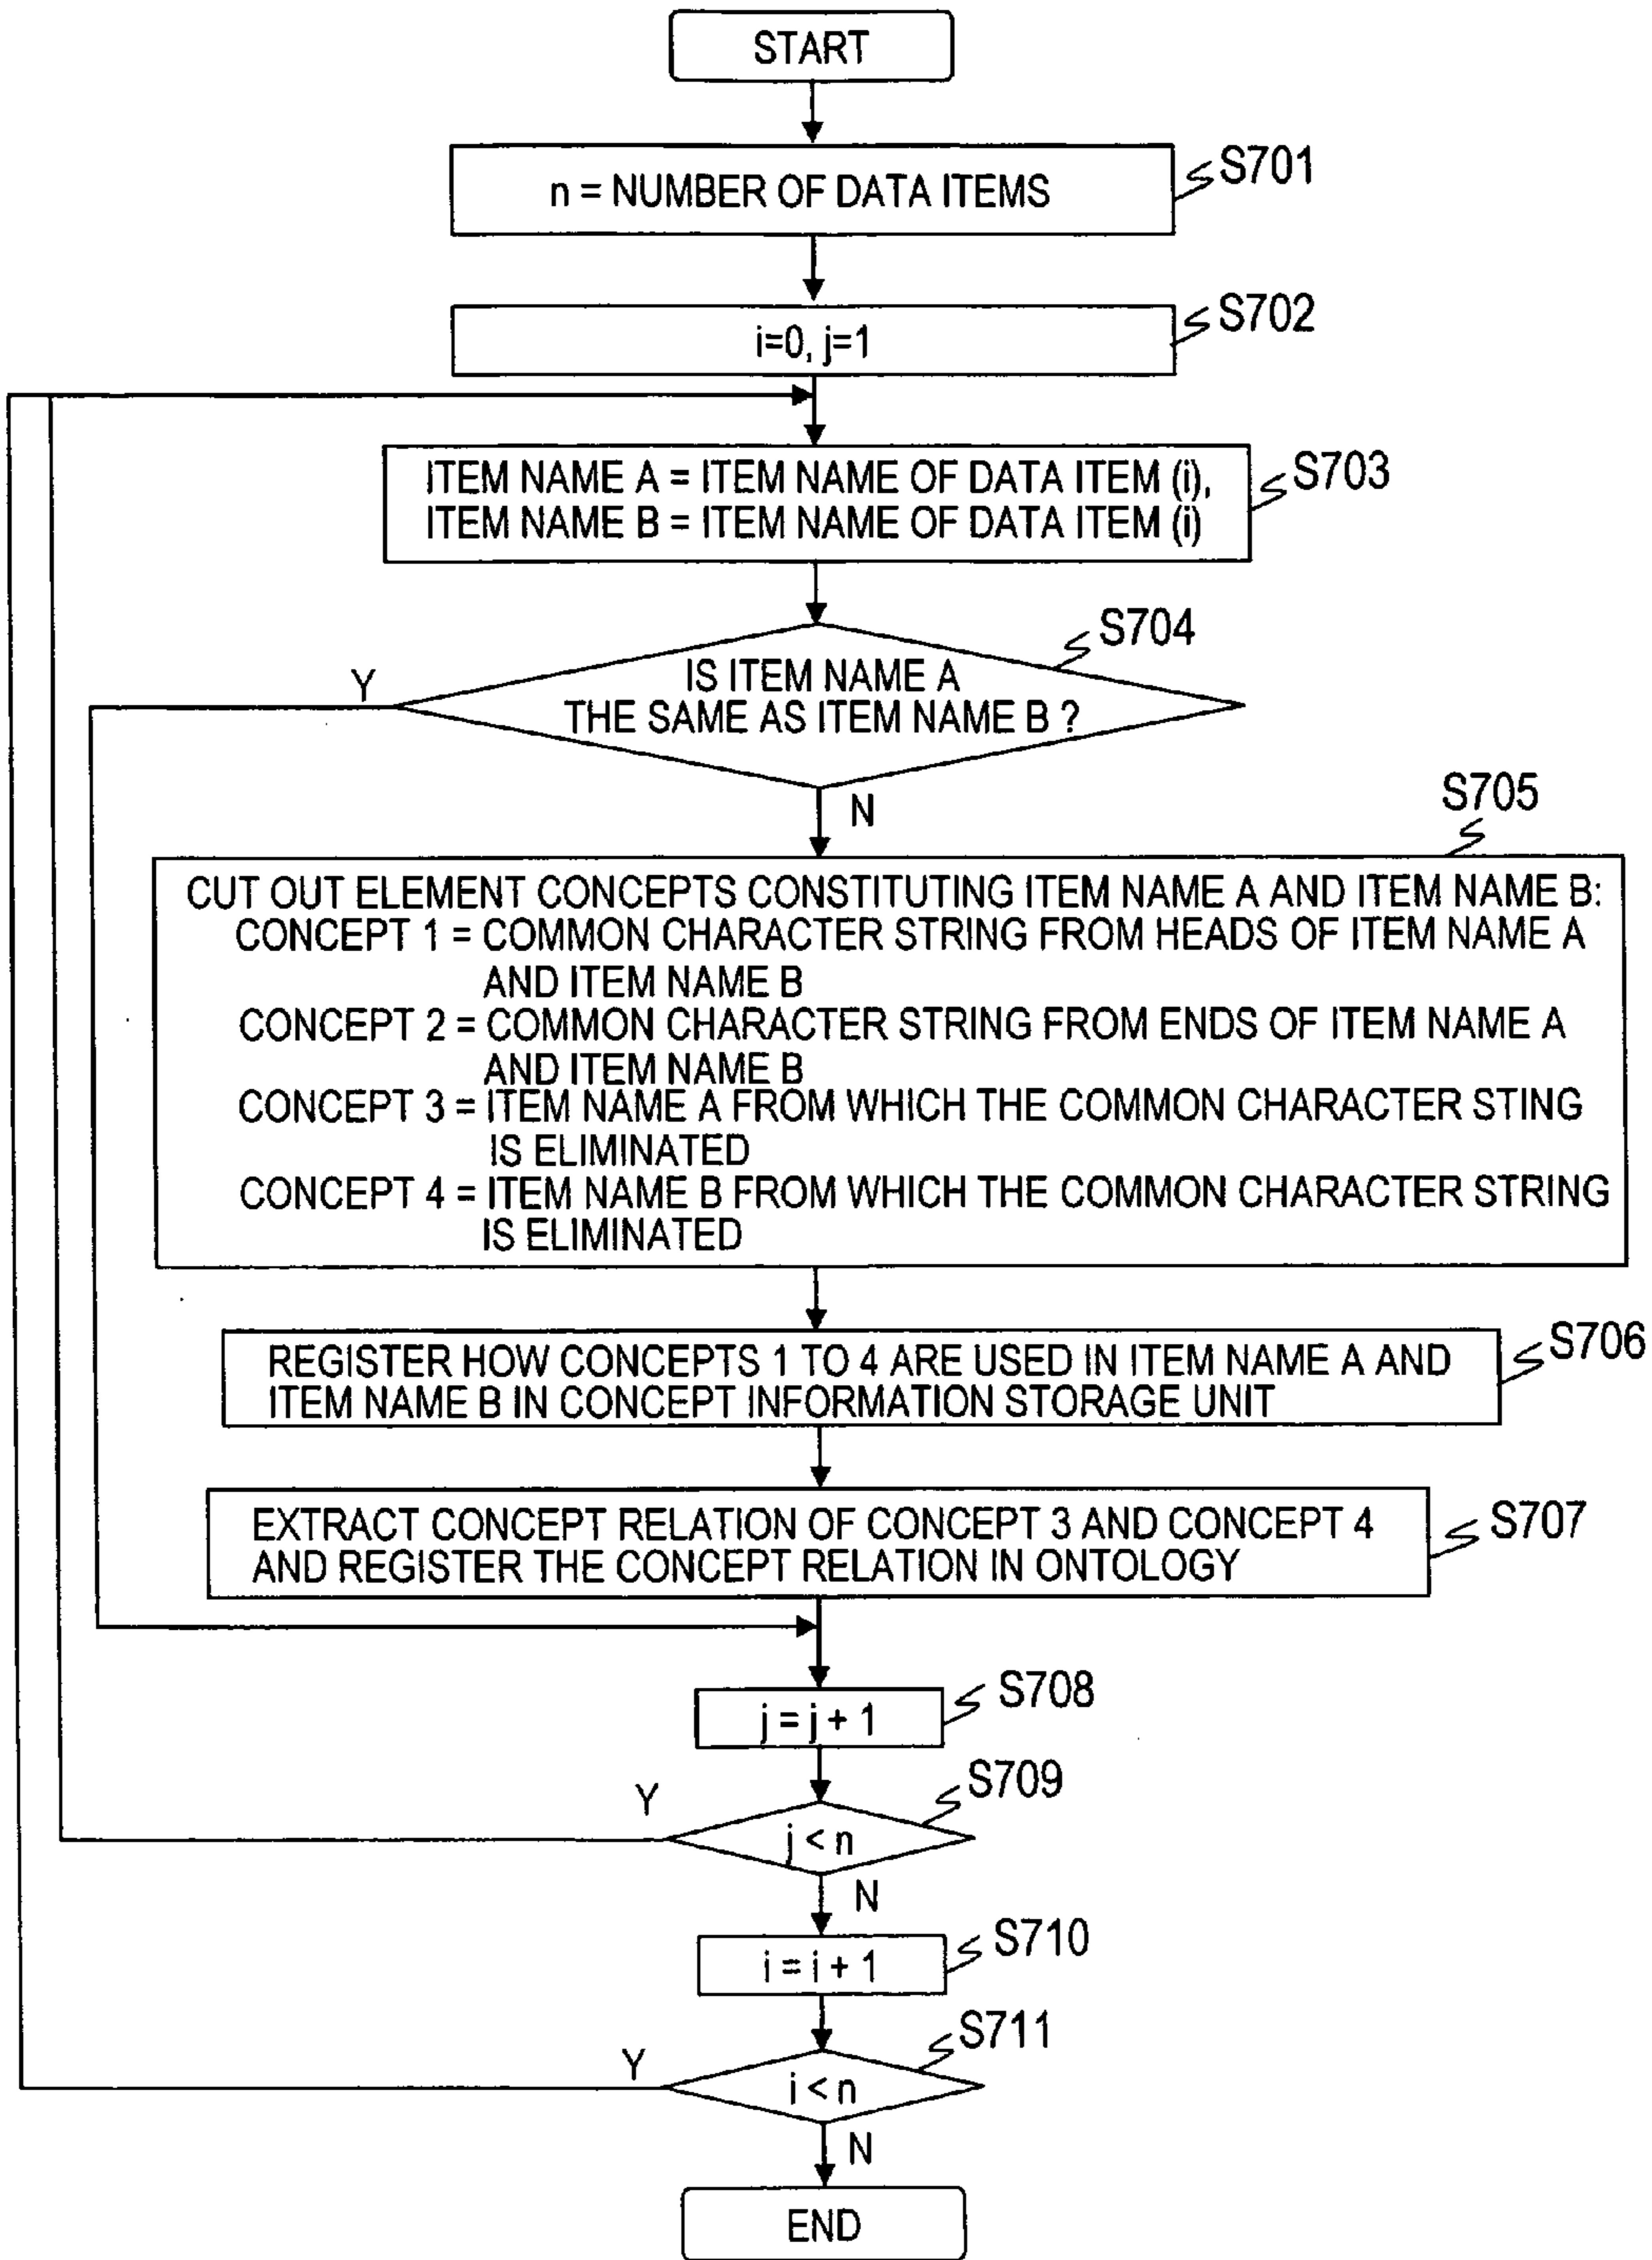 START
S701
n = NUMBER OF DATA ITEMS
S702
i=0, j=1
S703
ITEM NAME A = ITEM NAME OF DATA ITEM (i),
ITEM NAME B = ITEM NAME OF DATA ITEM (i)
S704
Y
IS ITEM NAME A
THE SAME AS ITEM NAME B ?
N
S705
CUT OUT ELEMENT CONCEPTS CONSTITUTING ITEM NAME A AND ITEM NAME B:
CONCEPT 1 = COMMON CHARACTER STRING FROM HEADS OF ITEM NAME A
AND ITEM NAME B
CONCEPT 2 = COMMON CHARACTER STRING FROM ENDS OF ITEM NAME A
AND ITEM NAME B
CONCEPT 3 = ITEM NAME A FROM WHICH THE COMMON CHARACTER STING
IS ELIMINATED
CONCEPT 4 = ITEM NAME B FROM WHICH THE COMMON CHARACTER STRING
IS ELIMINATED
S706
REGISTER HOW CONCEPTS 1 TO 4 ARE USED IN ITEM NAME A AND
ITEM NAME B IN CONCEPT INFORMATION STORAGE UNIT
S707
EXTRACT CONCEPT RELATION OF CONCEPT 3 AND CONCEPT 4
AND REGISTER THE CONCEPT RELATION IN ONTOLOGY
S708
j = j + 1
S709
Y
j < n
N
S710
i = i + 1
S711
Y
i < n
N
END